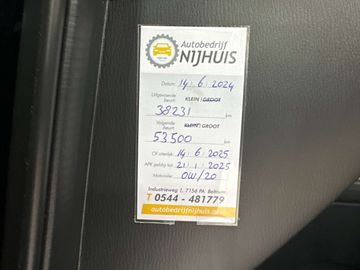 Autobedrijf
NIJHUIS
Datum: 14 6 2024
Uitgevoerde
beurt: KLEIN / GROOT
38231 km
Volgende
beurt: KLEIN / GROOT
53.500 km
Of uiterlijk: 14 6 2025
APK geldig tot: 21 1 2025
Motorolie: 0W/20
Industrieweg 1, 7156 PA Beltrum
T 0544 - 481779
autobedrijfnijhuis.nl